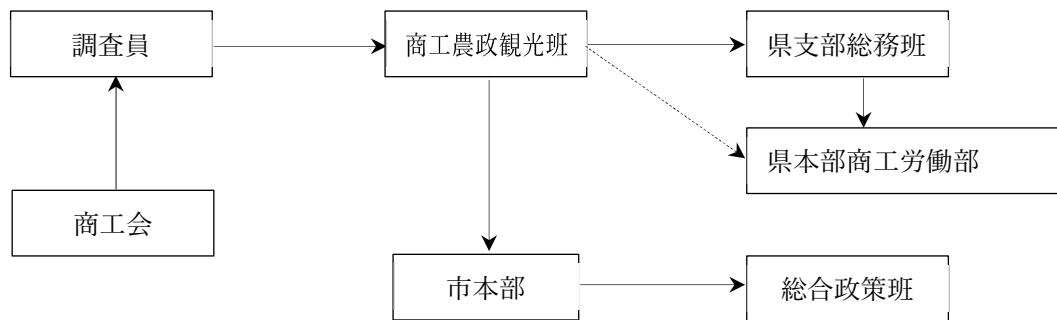 調査員
商工農政観光班
県支部総務班
県本部商工労働部
商工会
市本部
総合政策班